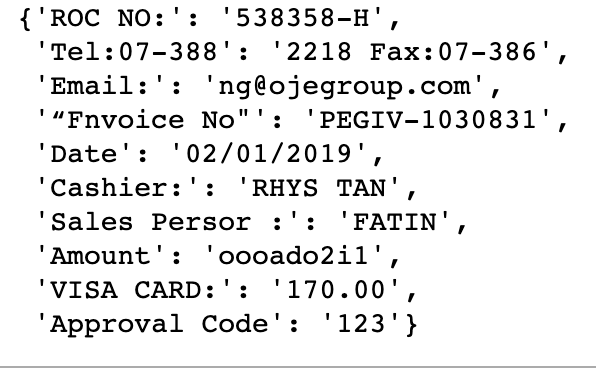 {'ROC NO:': '538358-H',
'Tel:07-388': '2218 Fax:07-386',
'Email:': 'ng@ojegroup.com',
'“Fnvoice No"': 'PEGIV-1030831',
'Date': '02/01/2019',
'Cashier:': 'RHYS TAN',
'Sales Persor :': 'FATIN',
'Amount': 'oooado2i1',
'VISA CARD:': '170.00',
'Approval Code': '123'}